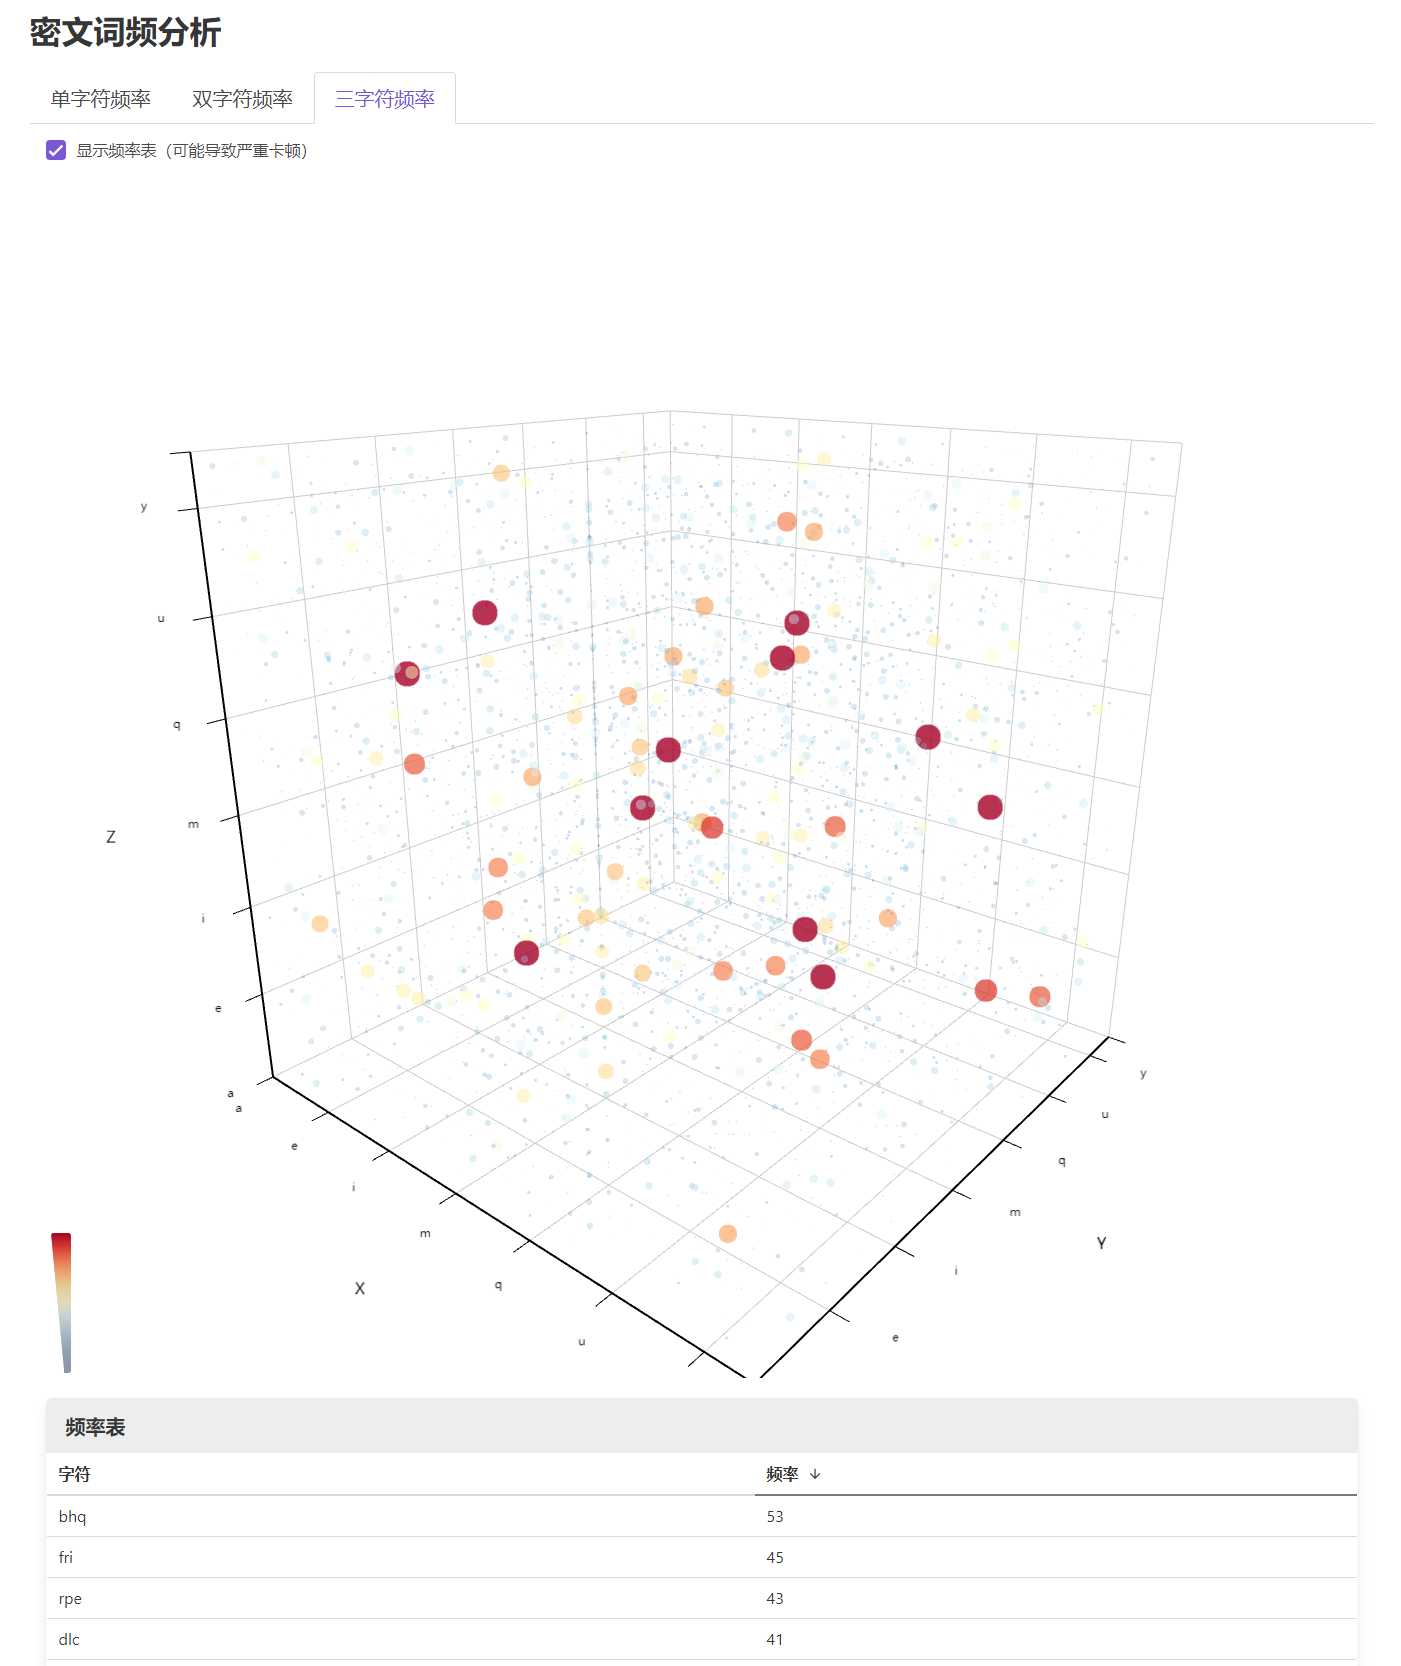 密文词频分析
单字符频率 双字符频率 三字符频率
显示频率表（可能导致严重卡顿）
y
u
q
Z
m
i
e
a
a
e
i
m
q
u
X
y
u
q
m
Y
i
e
频率表
字符 频率 ↓
bhq 53
fri 45
rpe 43
dlc 41